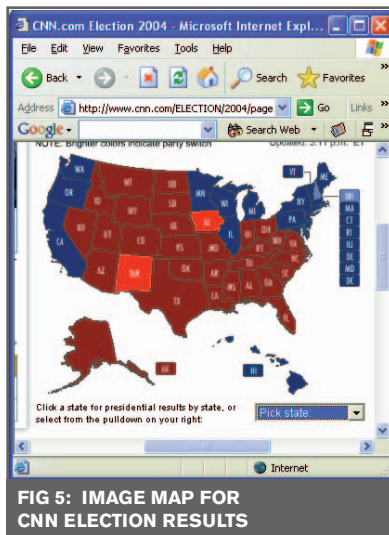 CNN.com Election 2004 - Microsoft Internet Expl...
File Edit View Favorites Tools Help
Back Search Favorites
Address http://www.cnn.com/ELECTION/2004/page Go Links »
Google Search Web »
NOTE: Brighter colors indicate party switch Updated: 3:11 p.m. ET
WA MT ND MN VT ME
OR ID SD WI MI NH
WY IA PA MA
CA NV UT CO IL OH CT
KS MO KY WV VA RI
AZ NM OK AR TN NC NJ
TX LA MS AL GA SC DE
FL MD
DC
AK HI
Click a state for presidential results by state, or
select from the pulldown on your right:
Pick state:
Internet
FIG 5: IMAGE MAP FOR
CNN ELECTION RESULTS